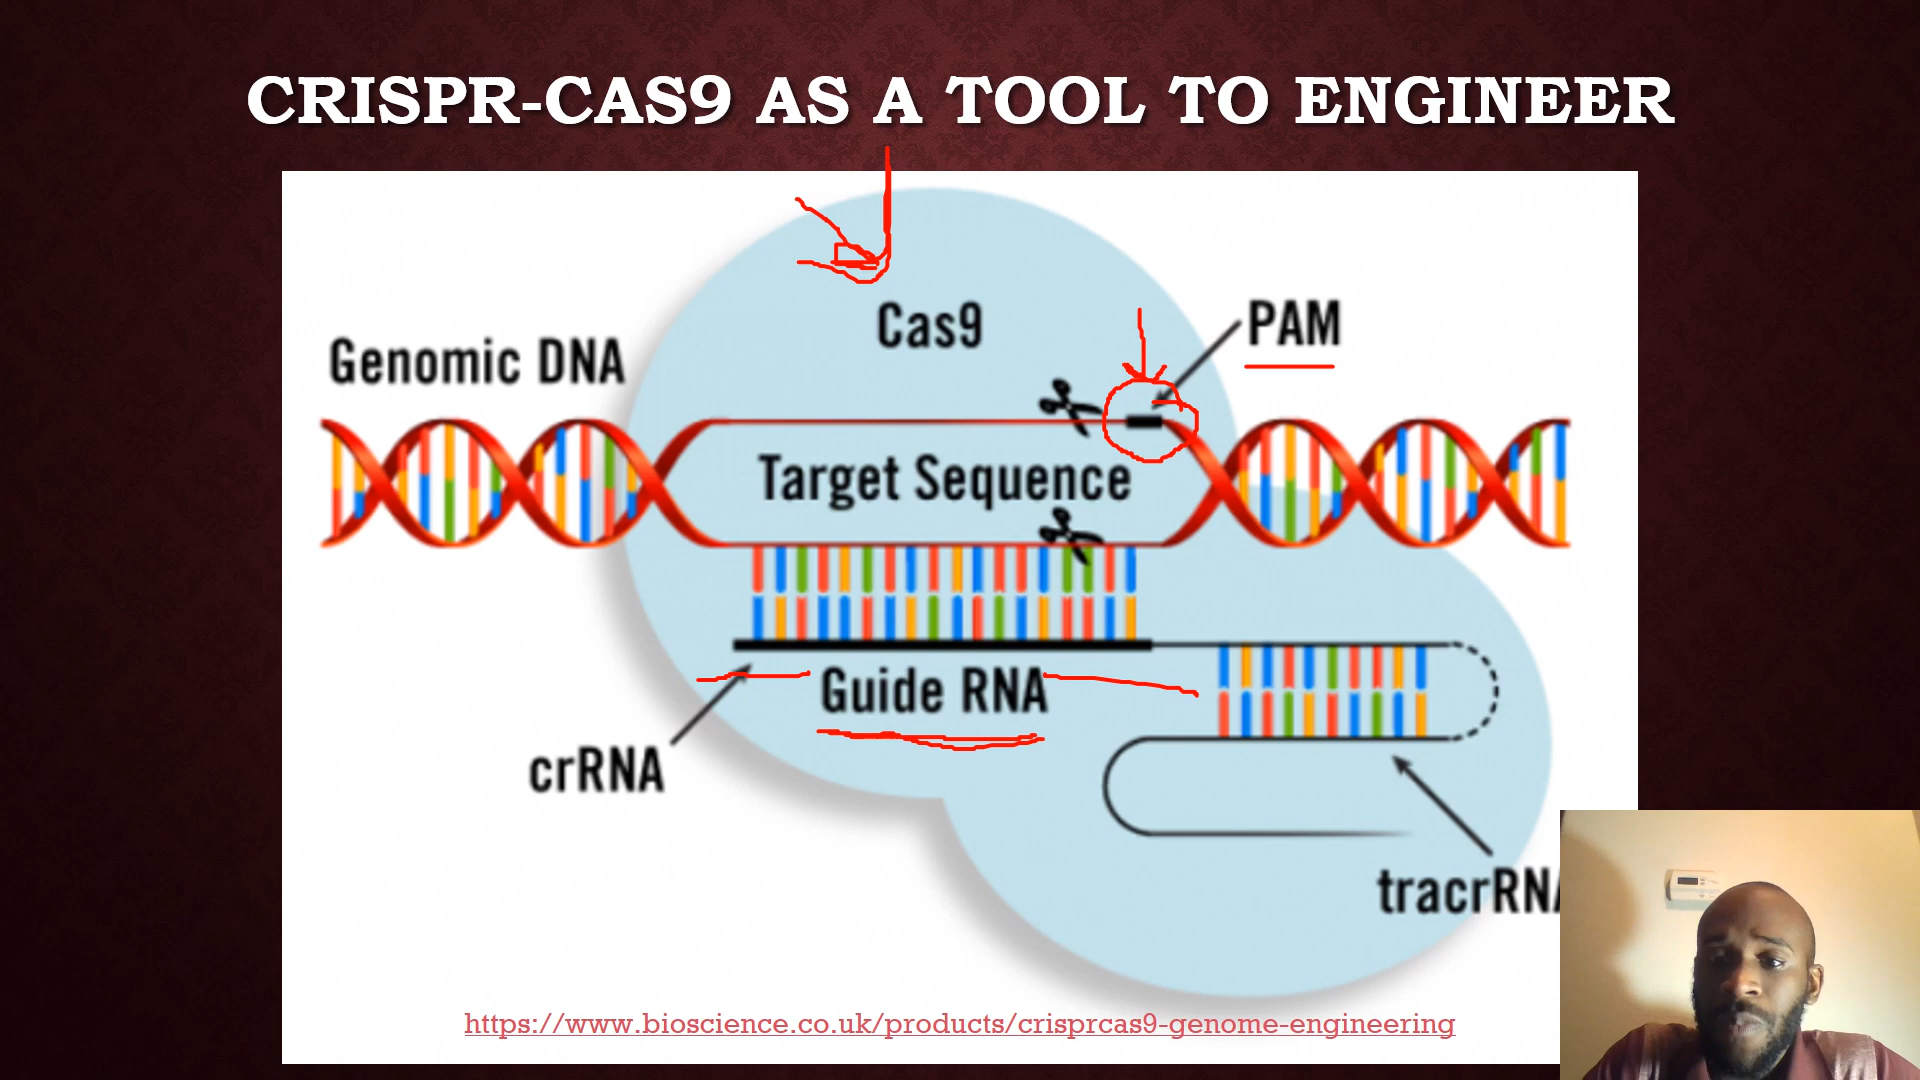 CRISPR-CAS9 AS A TOOL TO ENGINEER
Cas9
PAM
Genomic DNA
Target Sequence
Guide RNA
crRNA
tracrRN
https://www.bioscience.co.uk/products/crisprcas9-genome-engineering